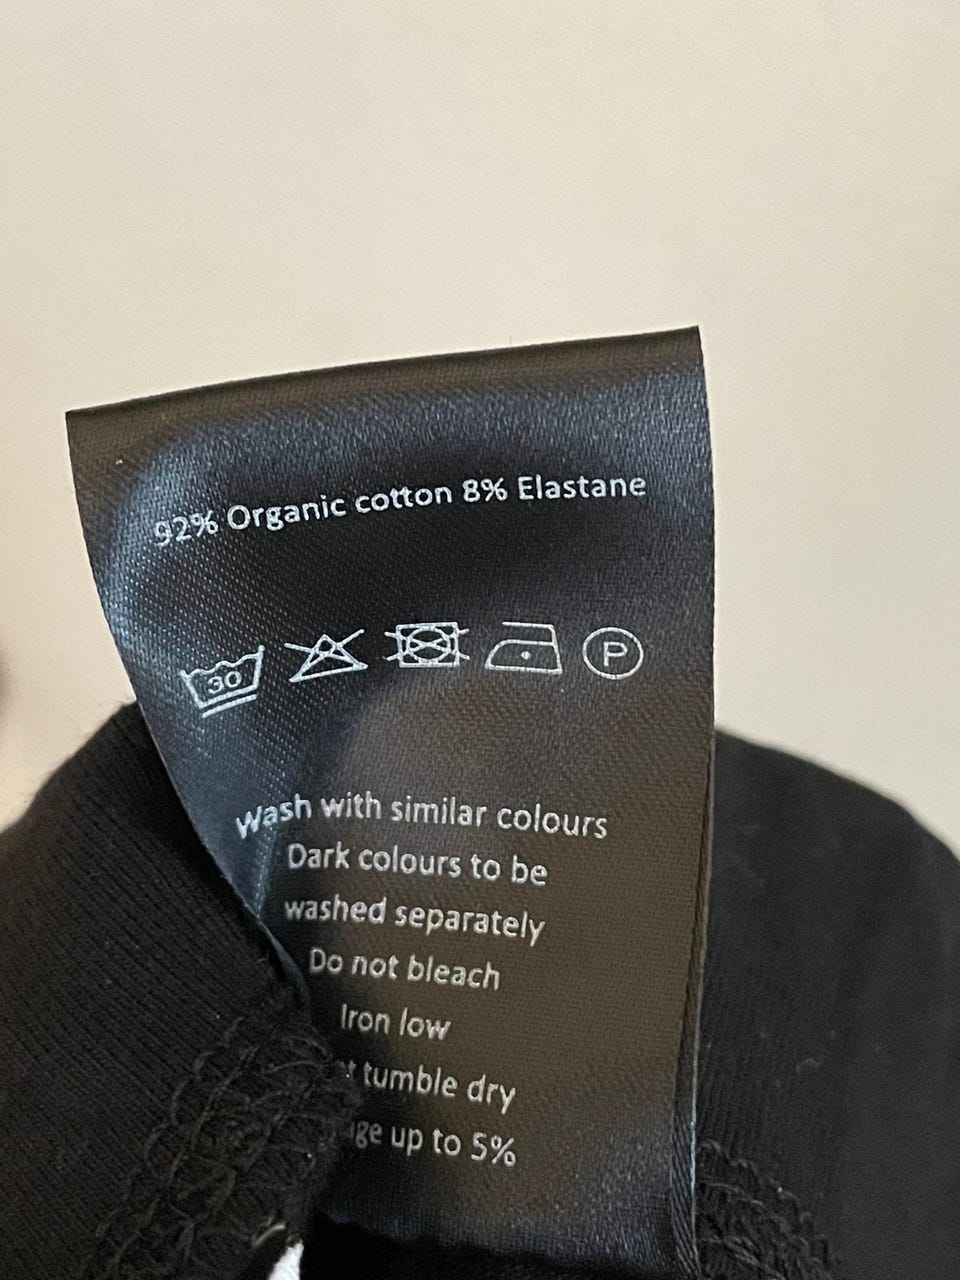 92% Organic cotton 8% Elastane
30 P
Wash with similar colours
Dark colours to be
washed separately
Do not bleach
Iron low
tumble dry
up to 5%